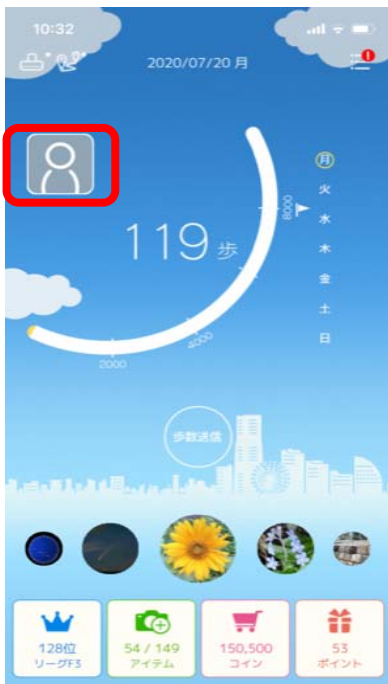 10:32
2020/07/20 月
!
月
火
水
木
金
土
日
8000
119 歩
4000
2000
歩数送信
128位
リーグF3
54 / 149
アイテム
150,500
コイン
53
ポイント